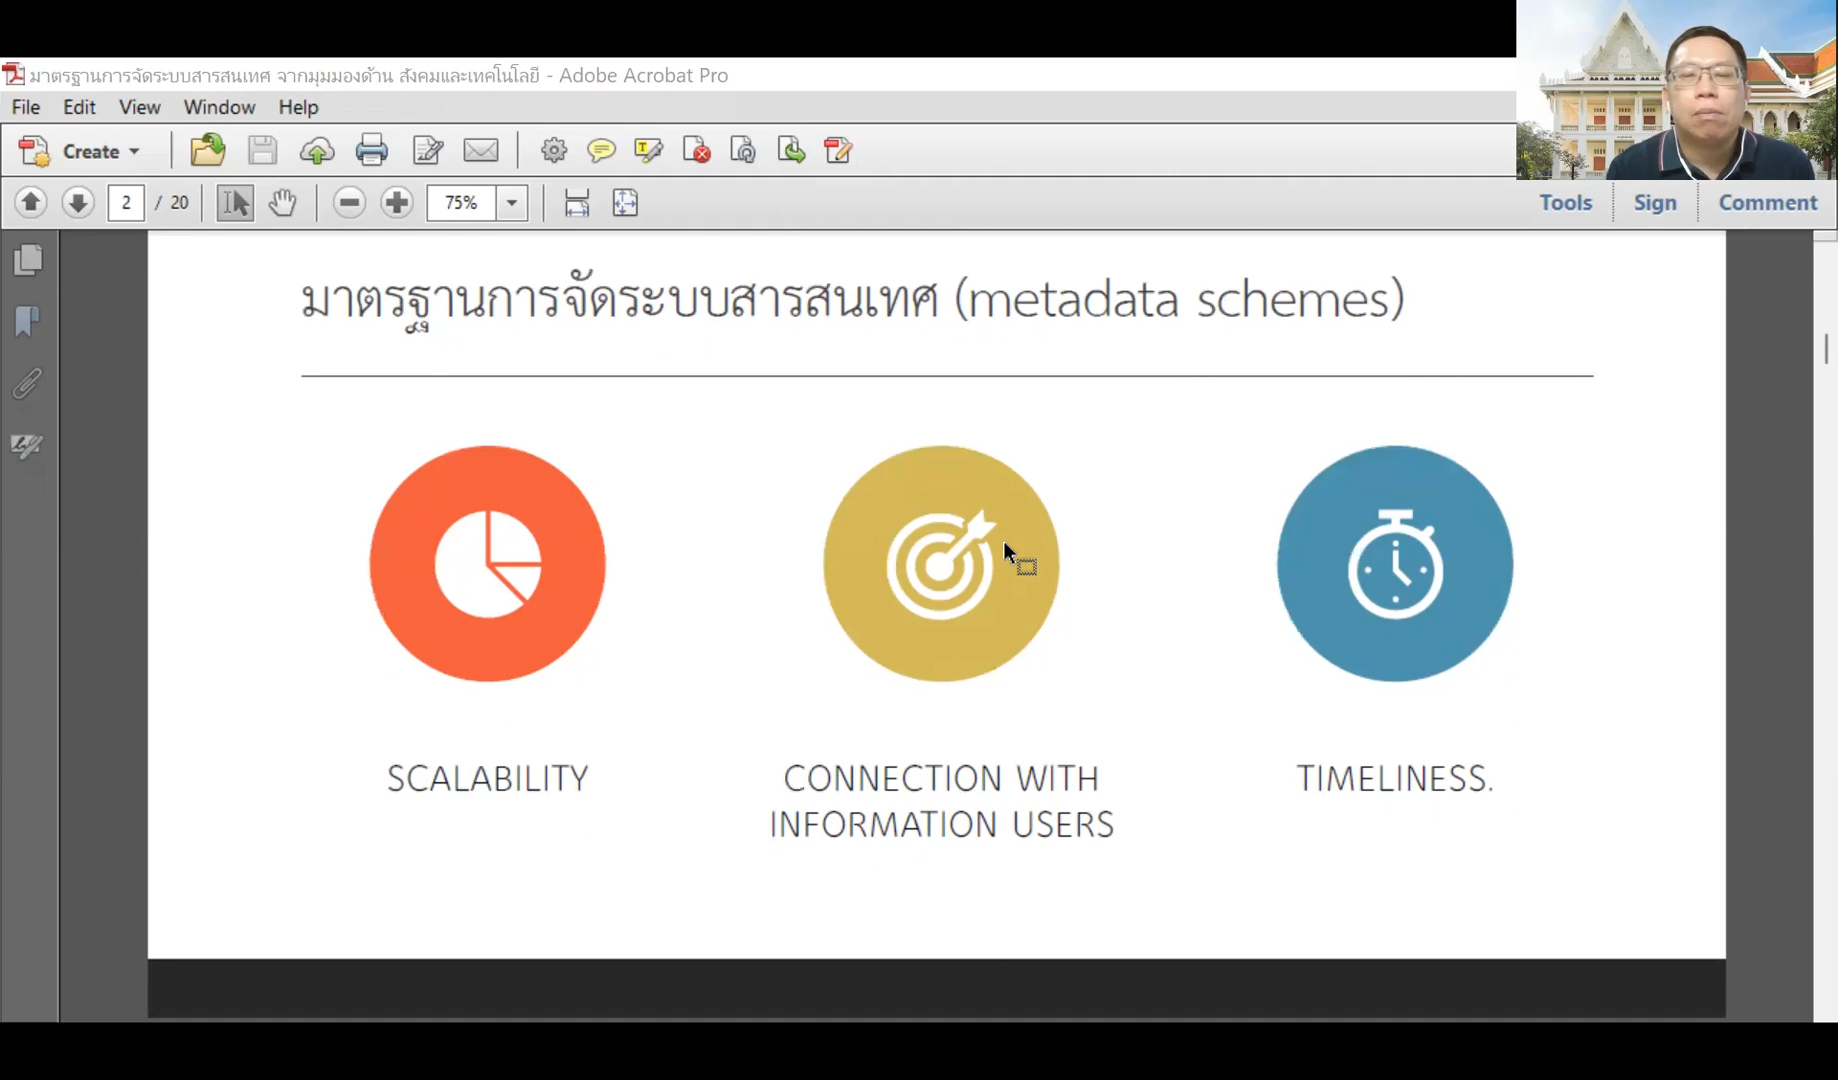 มาตรฐานการจัดระบบสารสนเทศ จากมุมมองด้าน สังคมและเทคโนโลยี - Adobe Acrobat Pro
File Edit View Window Help
Create
2 / 20 75% Tools Sign Comment
มาตรฐานการจัดระบบสารสนเทศ (metadata schemes)
SCALABILITY
CONNECTION WITH
INFORMATION USERS
TIMELINESS.